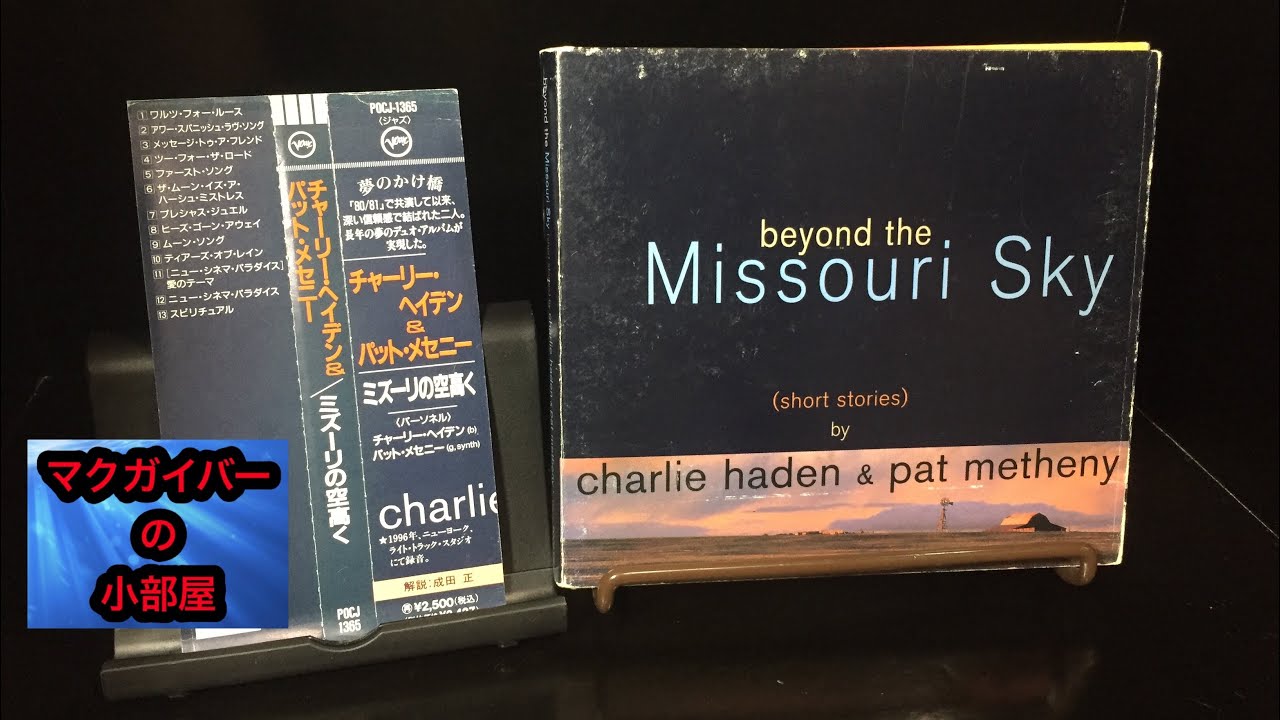 1 ワルツ・フォー・ルース
2 アワー・スパニッシュ・ラヴ・ソング
3 メッセージ・トゥ・ア・フレンド
4 ツー・フォー・ザ・ロード
5 ファースト・ソング
6 ザ・ムーン・イズ・ア・
ハーシュ・ミストレス
7 プレシャス・ジュエル
8 ヒーズ・ゴーン・アウェイ
9 ムーン・ソング
10 ティアーズ・オブ・レイン
11 [ニュー・シネマ・パラダイス]
愛のテーマ
12 ニュー・シネマ・パラダイス
13 スピリチュアル
Verve
チャーリー・ヘイデン&
パット・メセニー
／ミズーリの空高く
POCJ
1365
POCJ-1365
〈ジャズ〉
Verve
夢のかけ橋
「80/81」で共演して以来、
深い信頼感で結ばれた二人。
長年の夢のデュオ・アルバムが
実現した。
チャーリー・
ヘイデン
&
パット・メセニー
ミズーリの空高く
〈パーソネル〉
チャーリー・ヘイデン(b)
パット・メセニー(g, synth)
charlie
★1996年、ニューヨーク、
ライト・トラック・スタジオ
にて録音。
解説:成田 正
¥2,500(税込)
マクガイバー
の
小部屋
beyond the Missouri Sky
beyond the
Missouri Sky
(short stories)
by
charlie haden & pat metheny